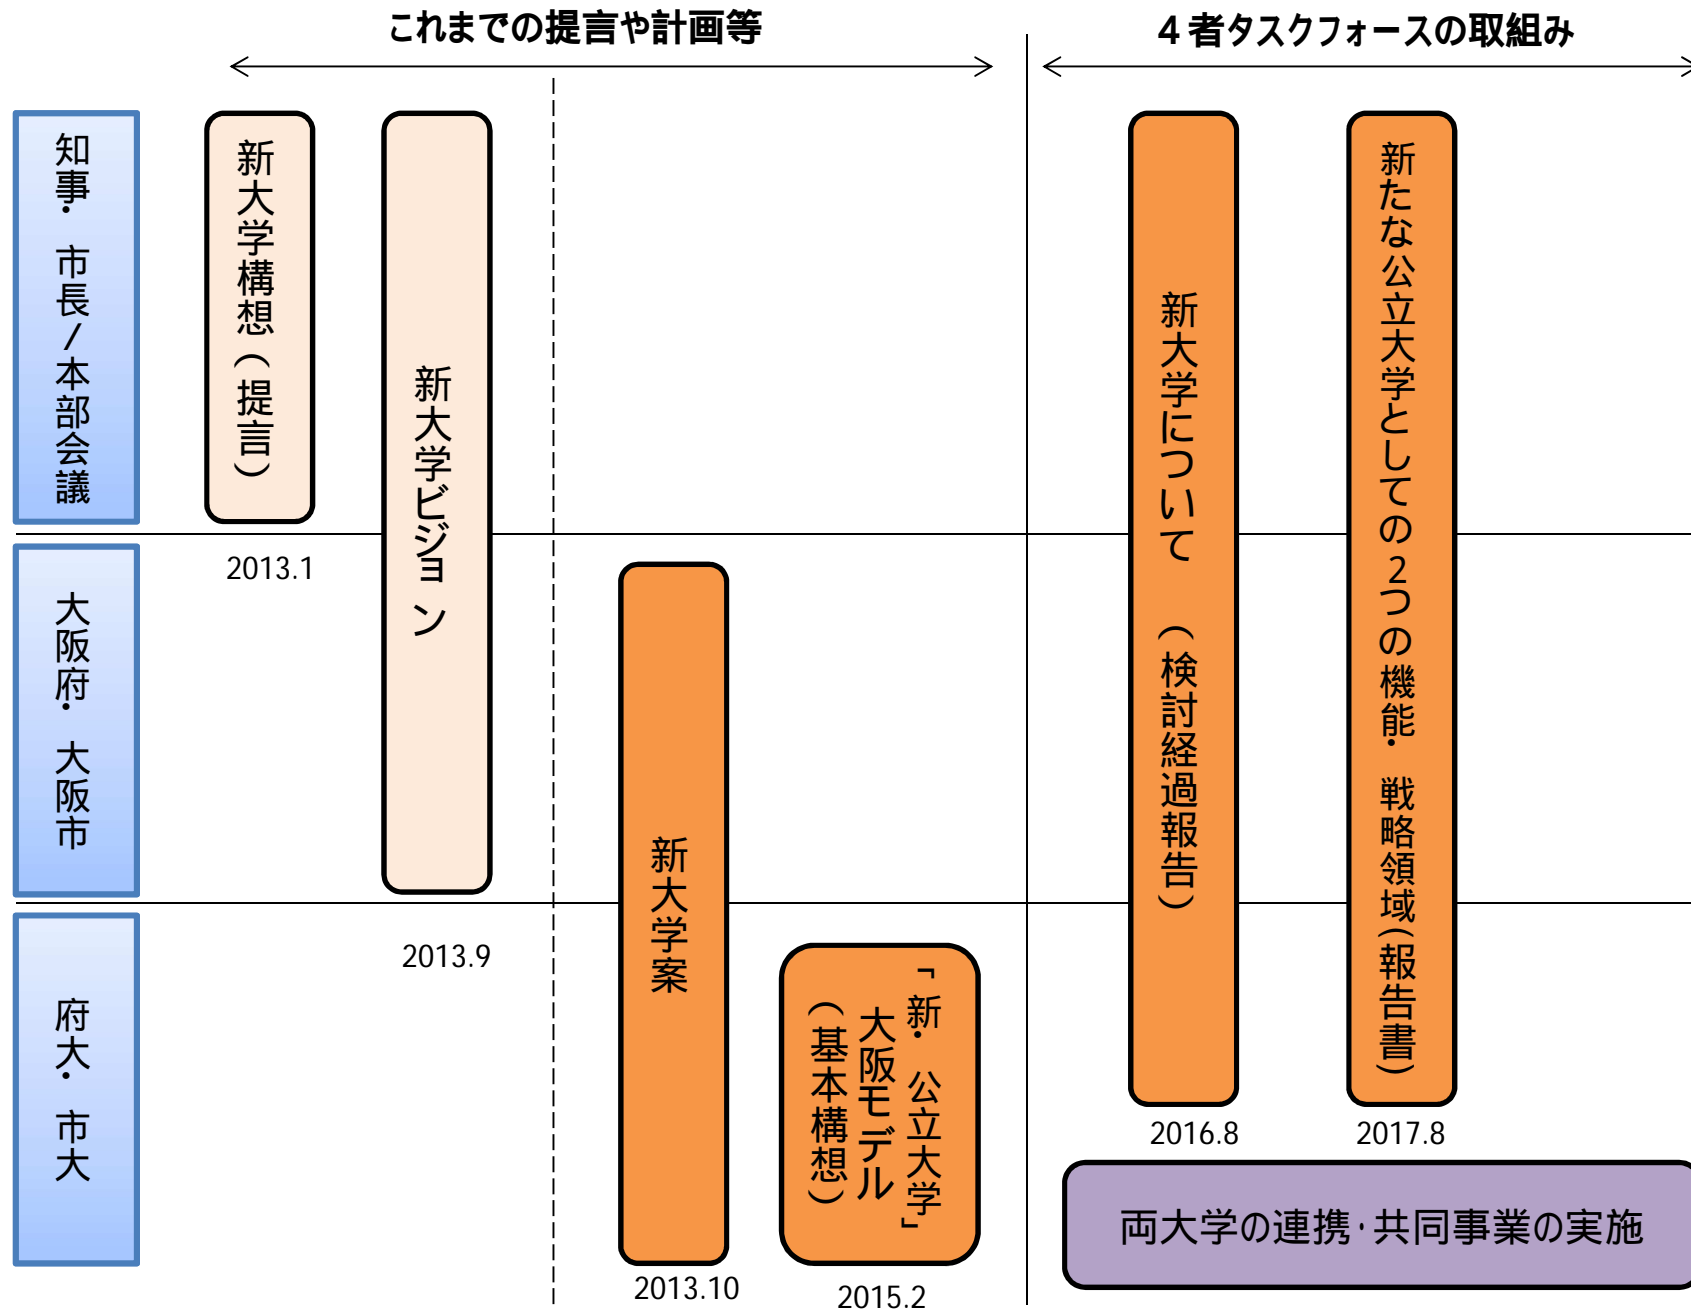 これまでの提言や計画等
4者タスクフォースの取組み
知事・市長/本部会議
新大学構想(提言)
2013.1
新大学ビジョン
2013.9
大阪府・大阪市
府大・市大
新大学案
2013.10
「新・公立大学」
大阪モデル
(基本構想)
2015.2
新大学について (検討経過報告)
2016.8
新たな公立大学としての2つの機能・戦略領域(報告書)
2017.8
両大学の連携・共同事業の実施